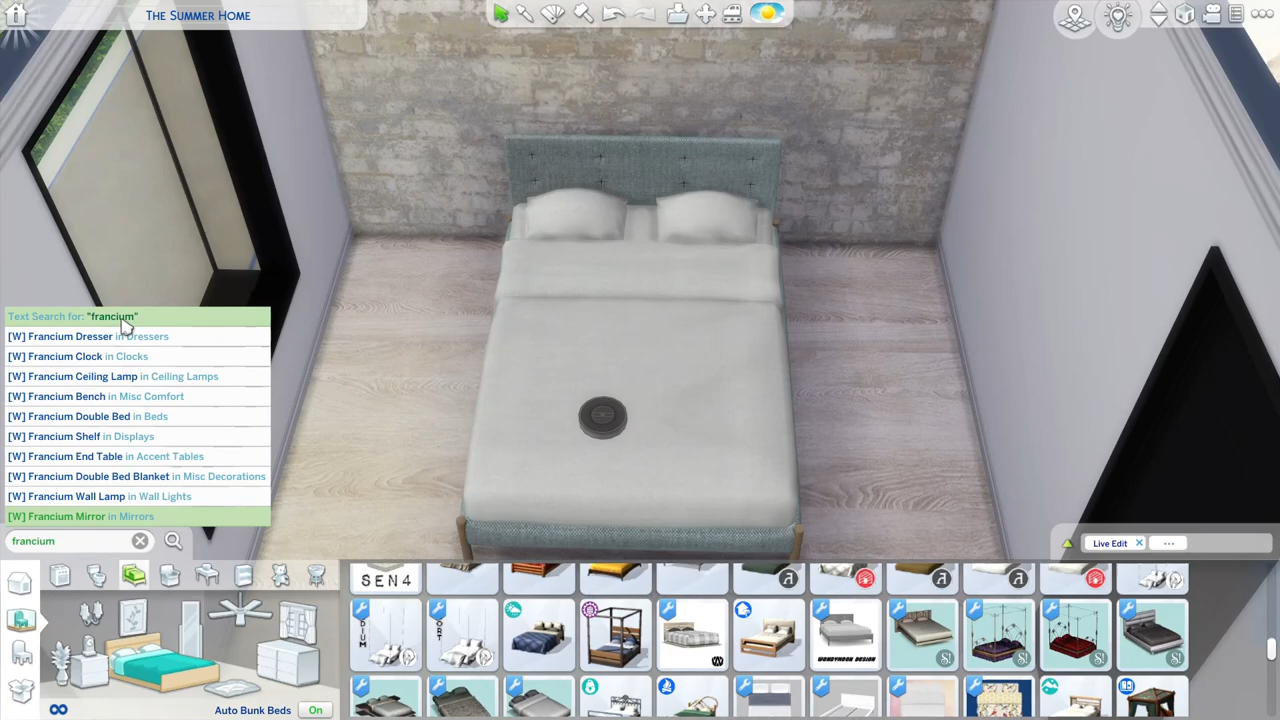 The Summer Home
Text Search for: "francium"
[W] Francium Dresser in Dressers
[W] Francium Clock in Clocks
[W] Francium Ceiling Lamp in Ceiling Lamps
[W] Francium Bench in Misc Comfort
[W] Francium Double Bed in Beds
[W] Francium Shelf in Displays
[W] Francium End Table in Accent Tables
[W] Francium Double Bed Blanket in Misc Decorations
[W] Francium Wall Lamp in Wall Lights
[W] Francium Mirror in Mirrors
francium
Live Edit
...
SEN4
WONDYMOON DESIGN
Auto Bunk Beds On